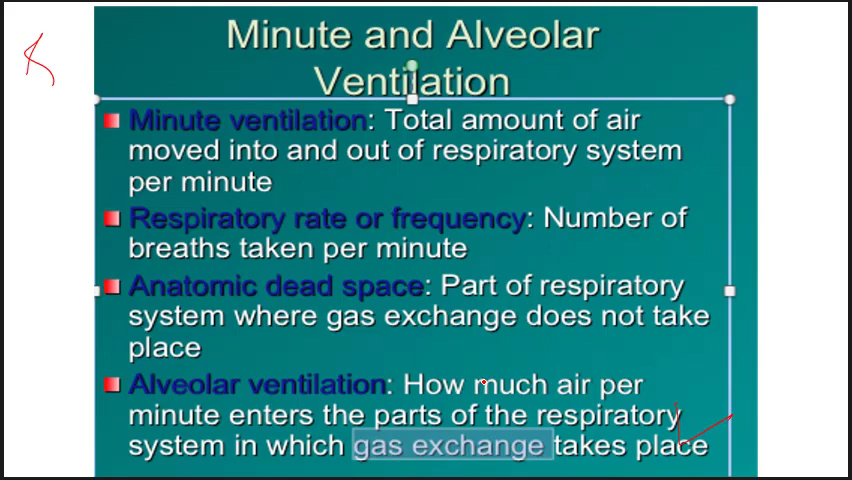 Minute and Alveolar
Ventilation
Minute ventilation: Total amount of air
moved into and out of respiratory system
per minute
Respiratory rate or frequency: Number of
breaths taken per minute
Anatomic dead space: Part of respiratory
system where gas exchange does not take
place
Alveolar ventilation: How much air per
minute enters the parts of the respiratory
system in which gas exchange takes place